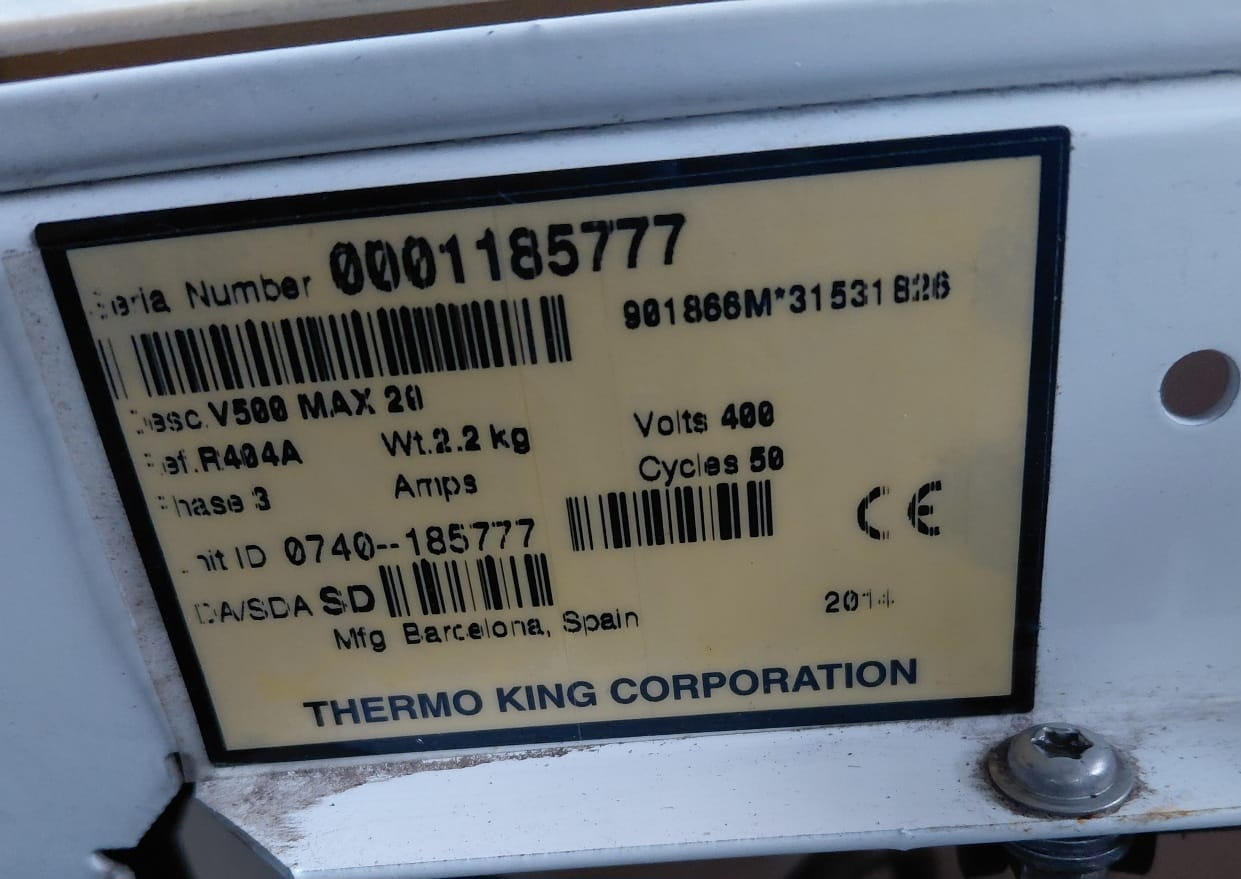 Serial Number 0001185777
901866M*31531826
Desc.V500 MAX 20
Ref.R404A Wt.2.2 kg Volts 400
Phase 3 Amps Cycles 50
Unit ID 0740--185777
CE
DA/SDA SD
2014
Mfg Barcelona, Spain
THERMO KING CORPORATION